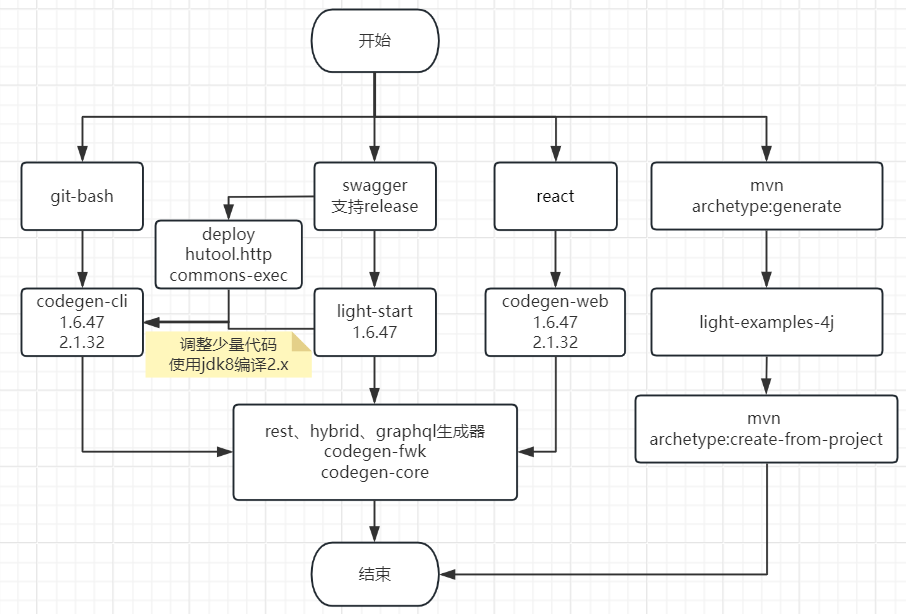 开始
git-bash
swagger
支持release
react
mvn
archetype:generate
deploy
hutool.http
commons-exec
codegen-cli
1.6.47
2.1.32
light-start
1.6.47
codegen-web
1.6.47
2.1.32
light-examples-4j
调整少量代码
使用jdk8编译2.x
rest、hybrid、graphql生成器
codegen-fwk
codegen-core
mvn
archetype:create-from-project
结束